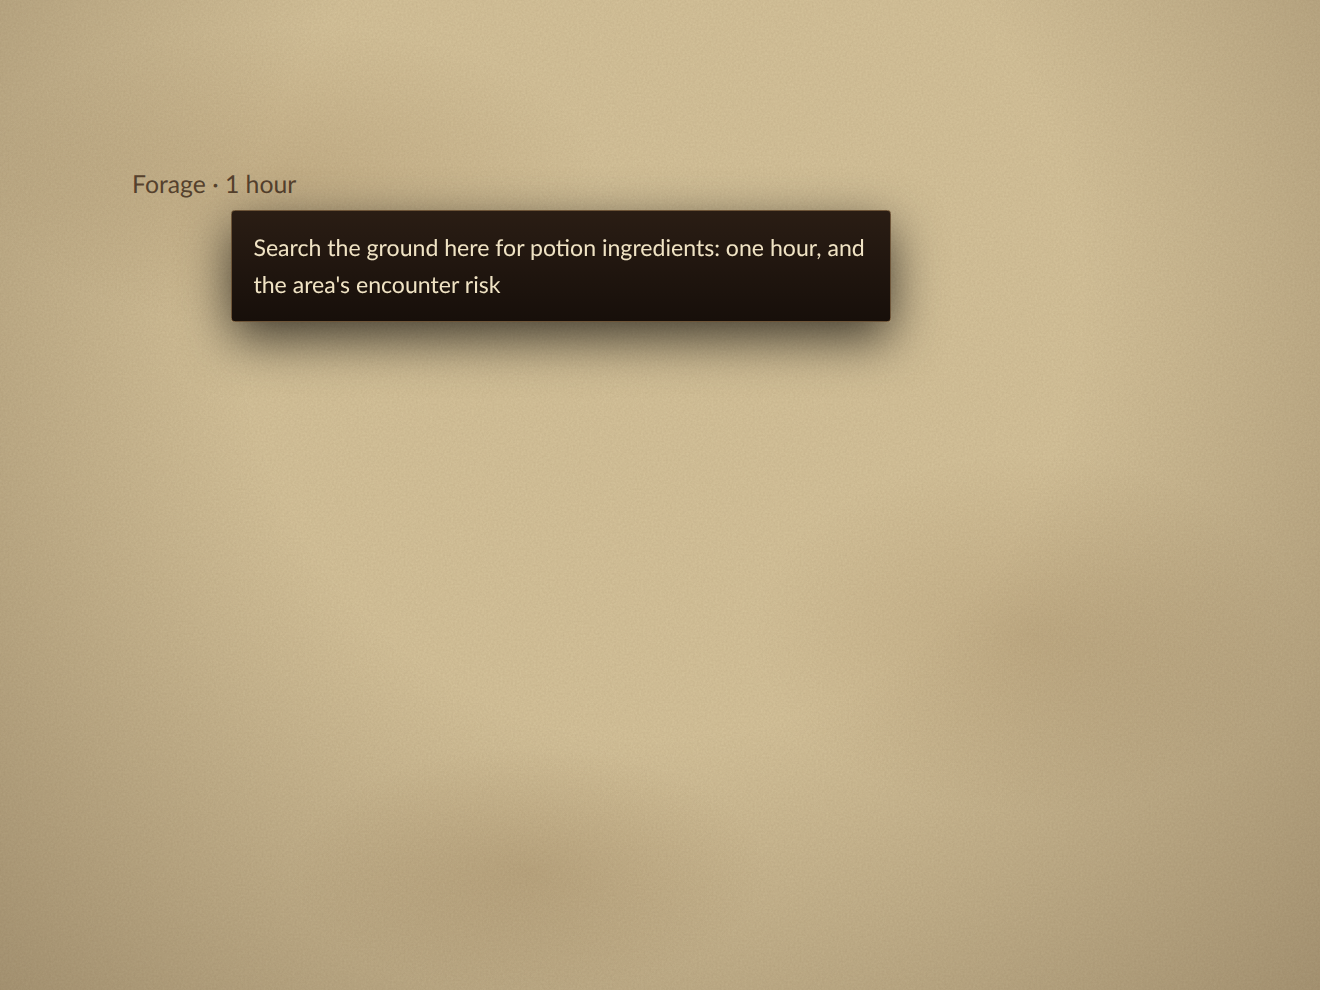 Forage · 1 hour
Search the ground here for potion ingredients: one hour, and
the area's encounter risk